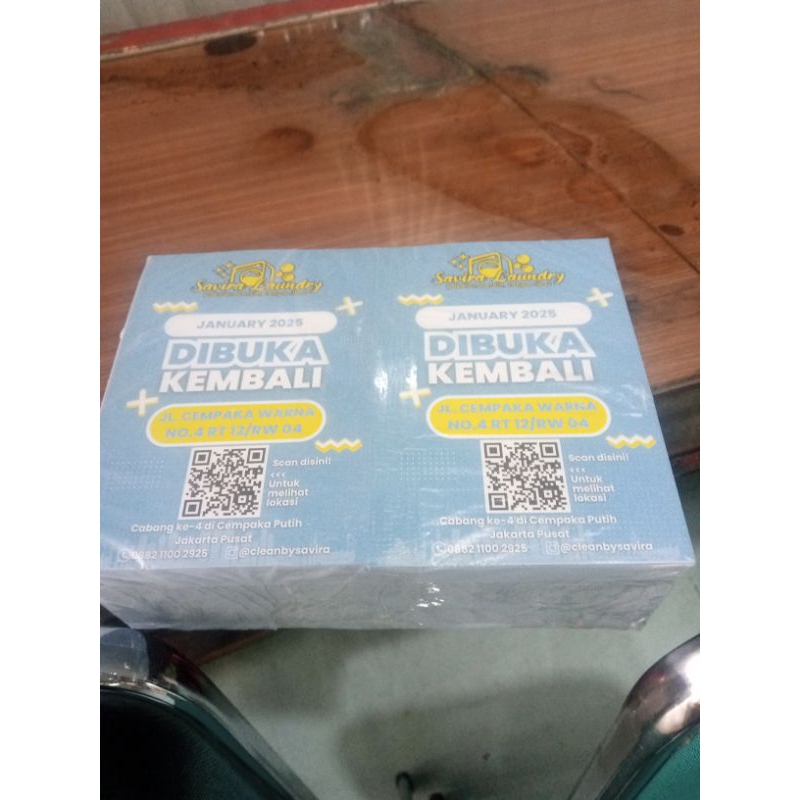 Savira Laundry
JANUARY 2025
DIBUKA
KEMBALI
JL. CEMPAKA WARNA
NO.4 RT 12/RW 04
Scan disini!
<<<
Untuk
melihat
lokasi
Cabang ke-4 di Cempaka Putih
Jakarta Pusat
0882 1100 2925 @cleanbysavira
Savira Laundry
JANUARY 2025
DIBUKA
KEMBALI
JL. CEMPAKA WARNA
NO.4 RT 12/RW 04
Scan disini!
<<<
Untuk
melihat
lokasi
Cabang ke-4 di Cempaka Putih
Jakarta Pusat
0882 1100 2925 @cleanbysavira